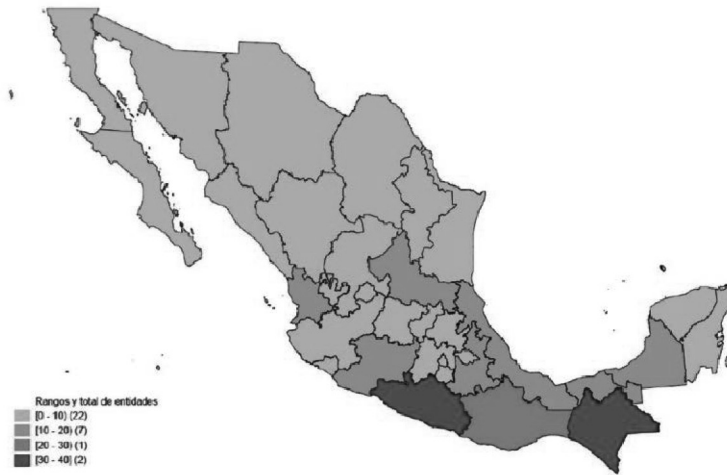 Rangos y total de entidades
[0 - 10) (22)
[10 - 20) (7)
[20 - 30) (1)
[30 - 40] (2)